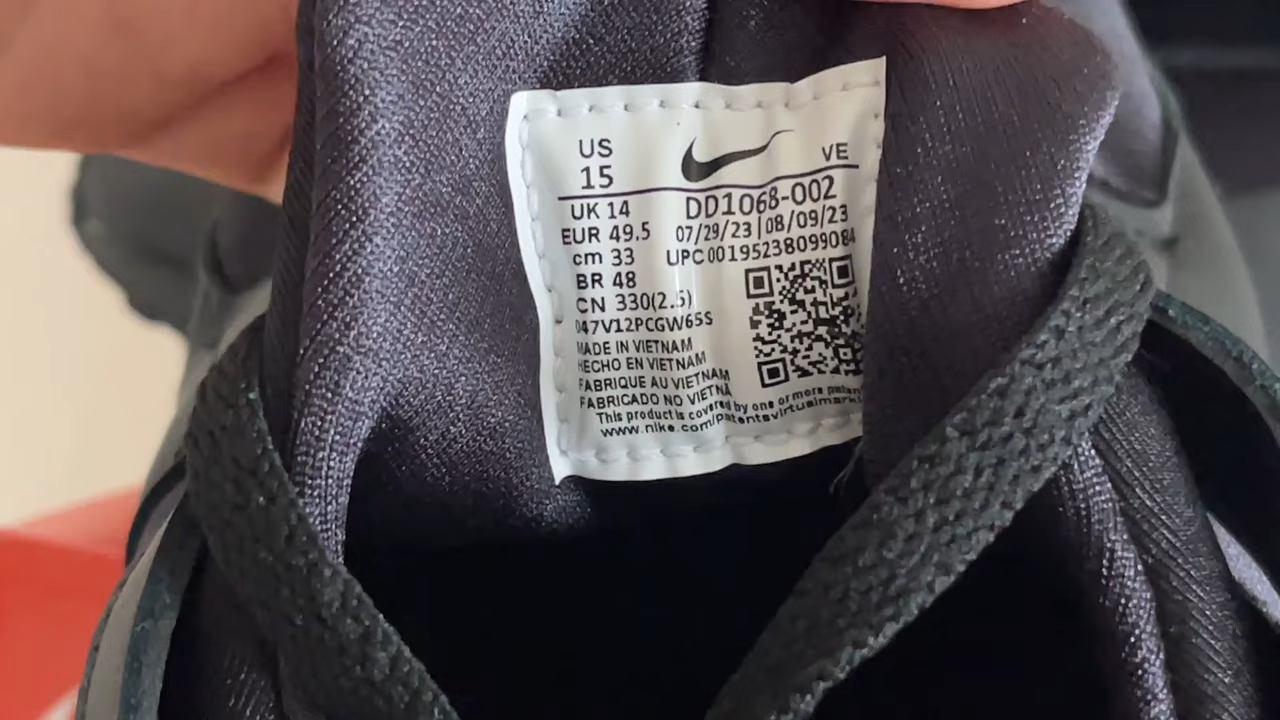 US
15
VE
UK 14
EUR 49.5
cm 33
BR 48
CN 330(2.5)
DD1068-002
07/29/23|08/09/23
UPC 00195238099084
047V12PCGW65S
MADE IN VIETNAM
HECHO EN VIETNAM
FABRIQUE AU VIETNAM
FABRICADO NO VIETNA
This product is covered by one or more paten
www.nike.com/patentsvirtualmark